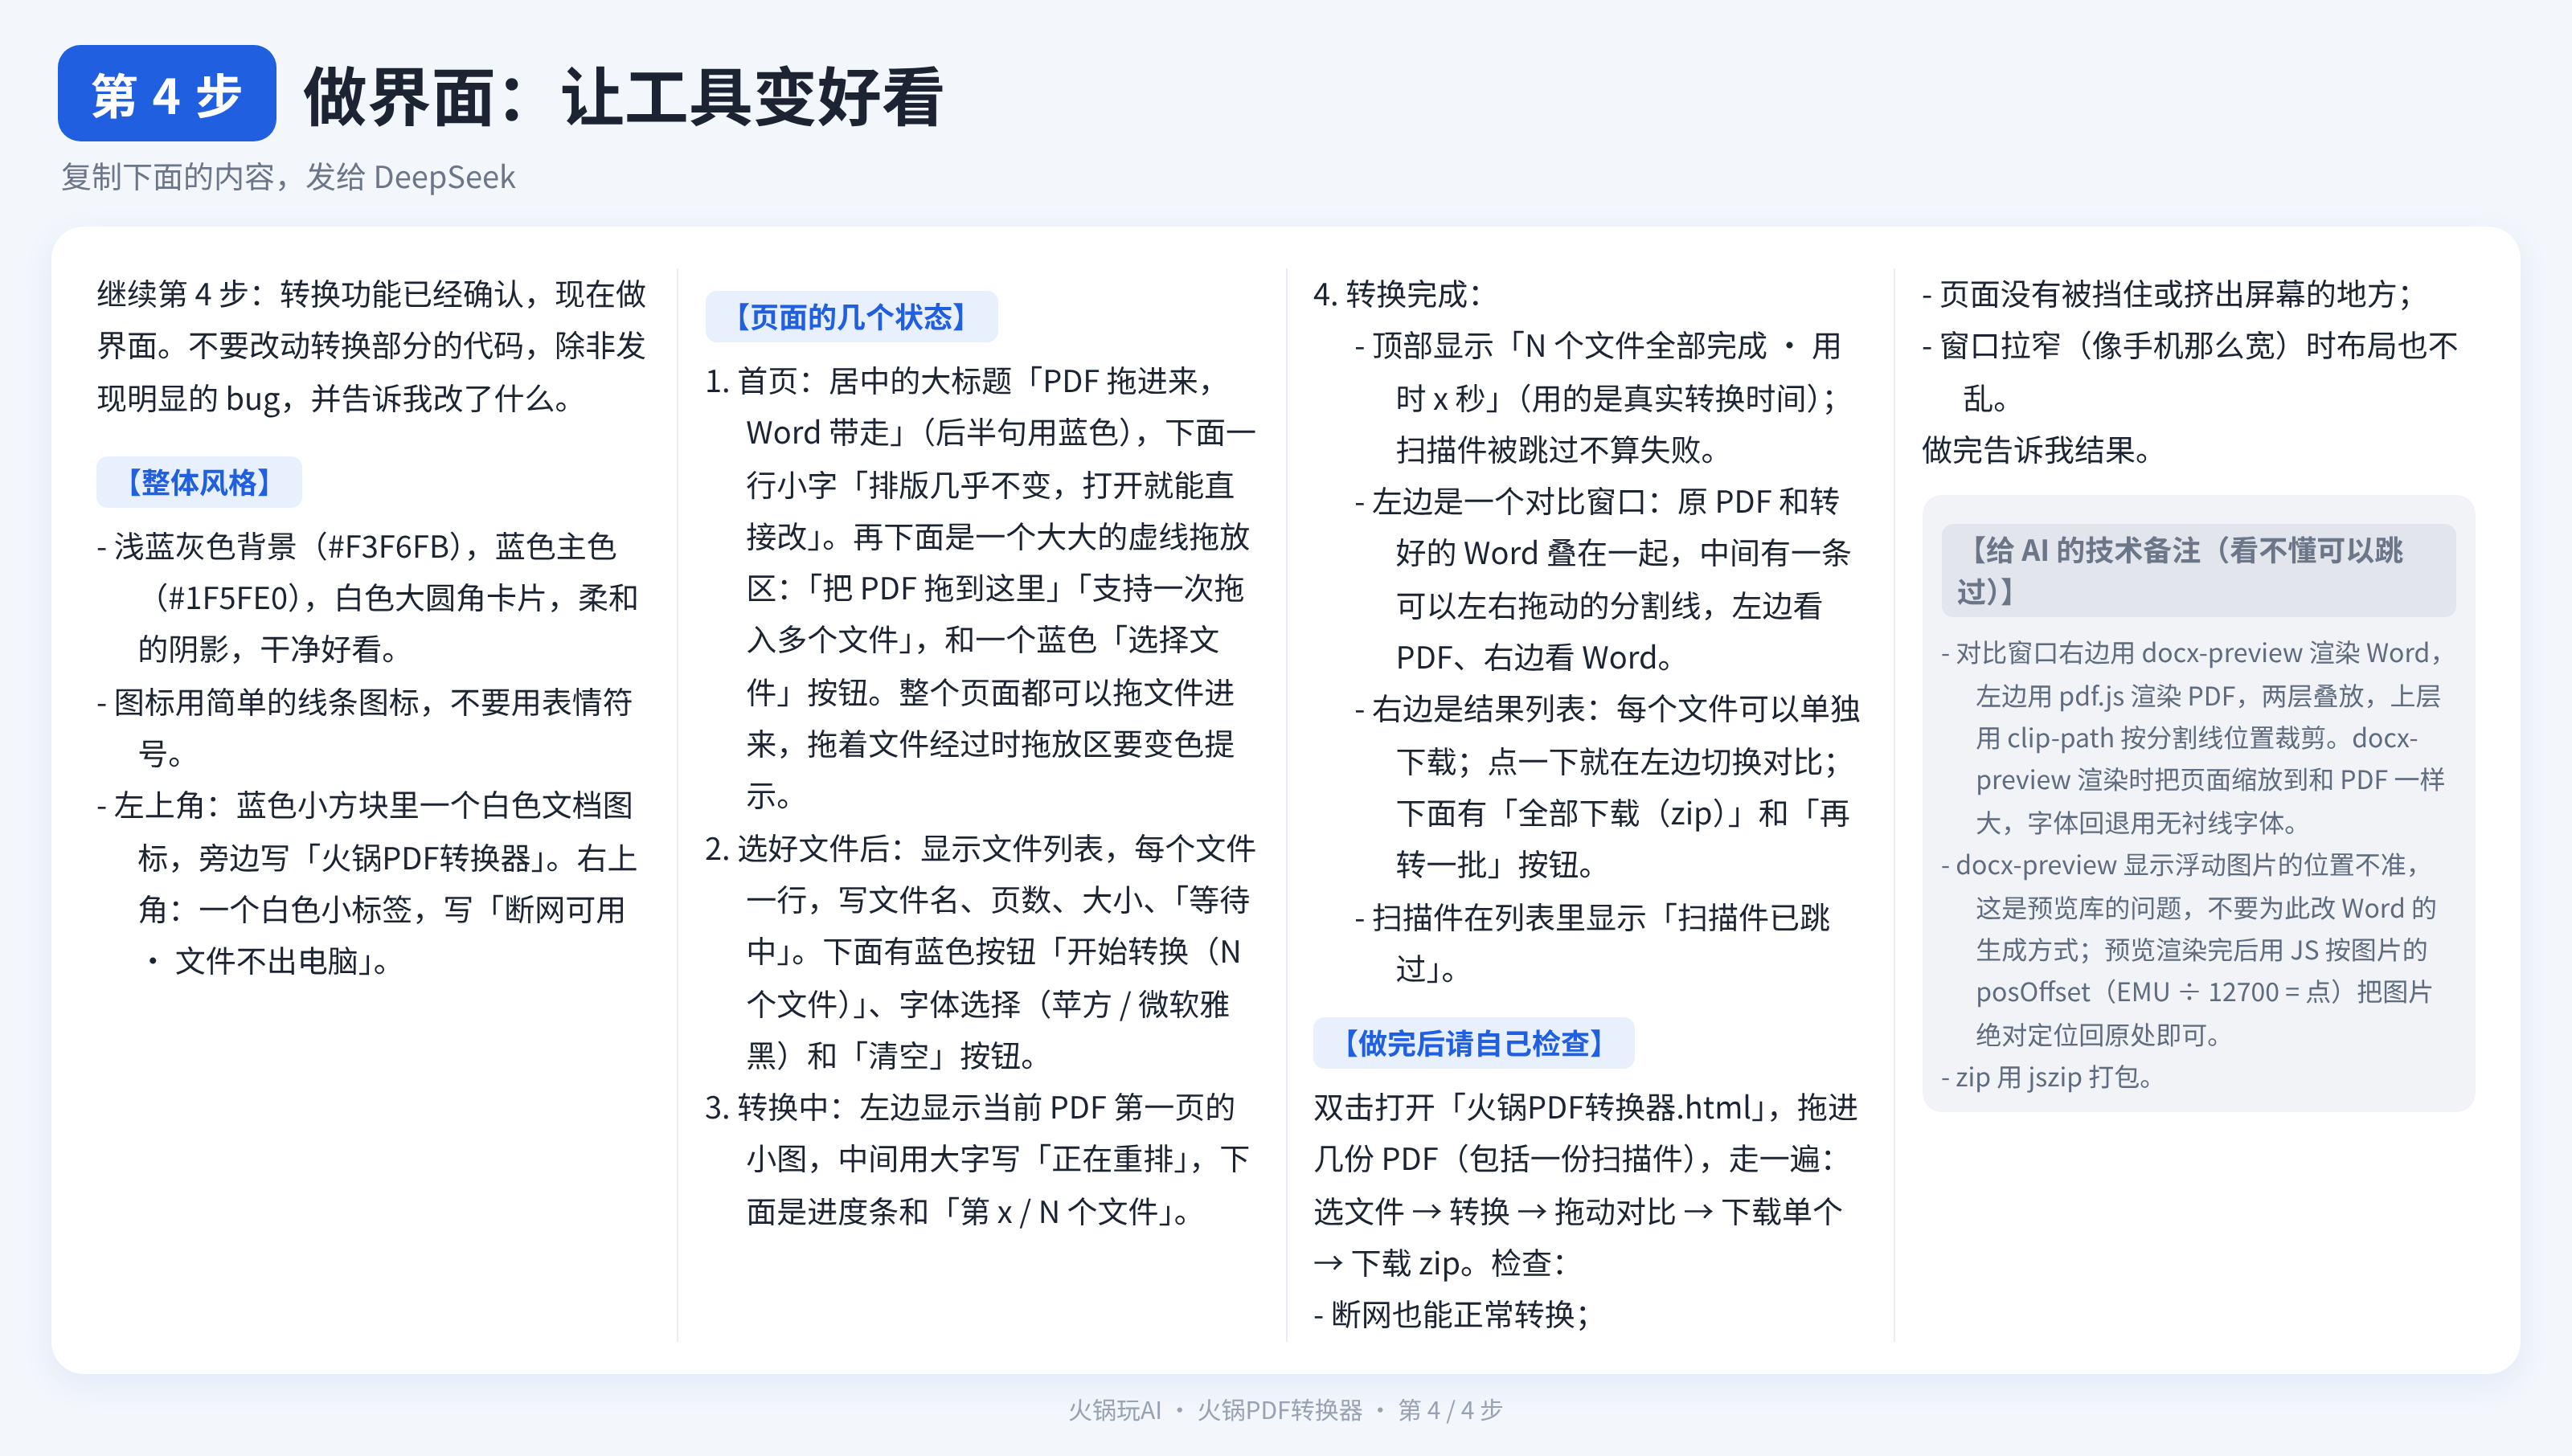 第 4 步
做界面：让工具变好看
复制下面的内容，发给 DeepSeek
继续第 4 步：转换功能已经确认，现在做
界面。不要改动转换部分的代码，除非发
现明显的 bug，并告诉我改了什么。
【整体风格】
- 浅蓝灰色背景（#F3F6FB），蓝色主色
（#1F5FE0），白色大圆角卡片，柔和
的阴影，干净好看。
- 图标用简单的线条图标，不要用表情符
号。
- 左上角：蓝色小方块里一个白色文档图
标，旁边写「火锅PDF转换器」。右上
角：一个白色小标签，写「断网可用
· 文件不出电脑」。
【页面的几个状态】
1. 首页：居中的大标题「PDF 拖进来，
Word 带走」（后半句用蓝色），下面一
行小字「排版几乎不变，打开就能直
接改」。再下面是一个大大的虚线拖放
区：「把 PDF 拖到这里」「支持一次拖
入多个文件」，和一个蓝色「选择文
件」按钮。整个页面都可以拖文件进
来，拖着文件经过时拖放区要变色提
示。
2. 选好文件后：显示文件列表，每个文件
一行，写文件名、页数、大小、「等待
中」。下面有蓝色按钮「开始转换（N
个文件）」、字体选择（苹方 / 微软雅
黑）和「清空」按钮。
3. 转换中：左边显示当前 PDF 第一页的
小图，中间用大字写「正在重排」，下
面是进度条和「第 x / N 个文件」。
4. 转换完成：
- 顶部显示「N 个文件全部完成 · 用
时 x 秒」（用的是真实转换时间）；
扫描件被跳过不算失败。
- 左边是一个对比窗口：原 PDF 和转
好的 Word 叠在一起，中间有一条
可以左右拖动的分割线，左边看
PDF、右边看 Word。
- 右边是结果列表：每个文件可以单独
下载；点一下就在左边切换对比；
下面有「全部下载（zip）」和「再
转一批」按钮。
- 扫描件在列表里显示「扫描件已跳
过」。
【做完后请自己检查】
双击打开「火锅PDF转换器.html」，拖进
几份 PDF（包括一份扫描件），走一遍：
选文件 → 转换 → 拖动对比 → 下载单个
→ 下载 zip。检查：
- 断网也能正常转换；
- 页面没有被挡住或挤出屏幕的地方；
- 窗口拉窄（像手机那么宽）时布局也不
乱。
做完告诉我结果。
【给 AI 的技术备注（看不懂可以跳
过）】
- 对比窗口右边用 docx-preview 渲染 Word，
左边用 pdf.js 渲染 PDF，两层叠放，上层
用 clip-path 按分割线位置裁剪。docx-
preview 渲染时把页面缩放到和 PDF 一样
大，字体回退用无衬线字体。
- docx-preview 显示浮动图片的位置不准，
这是预览库的问题，不要为此改 Word 的
生成方式；预览渲染完后用 JS 按图片的
posOffset（EMU ÷ 12700 = 点）把图片
绝对定位回原处即可。
- zip 用 jszip 打包。
火锅玩AI · 火锅PDF转换器 · 第 4 / 4 步